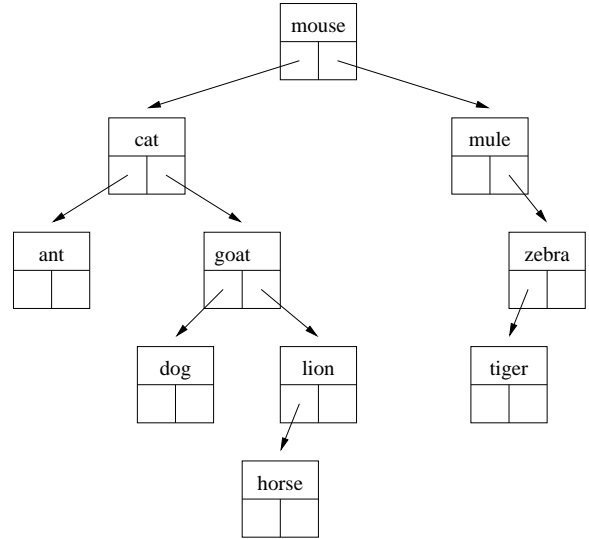 mouse
cat
mule
ant
goat
zebra
dog
lion
tiger
horse